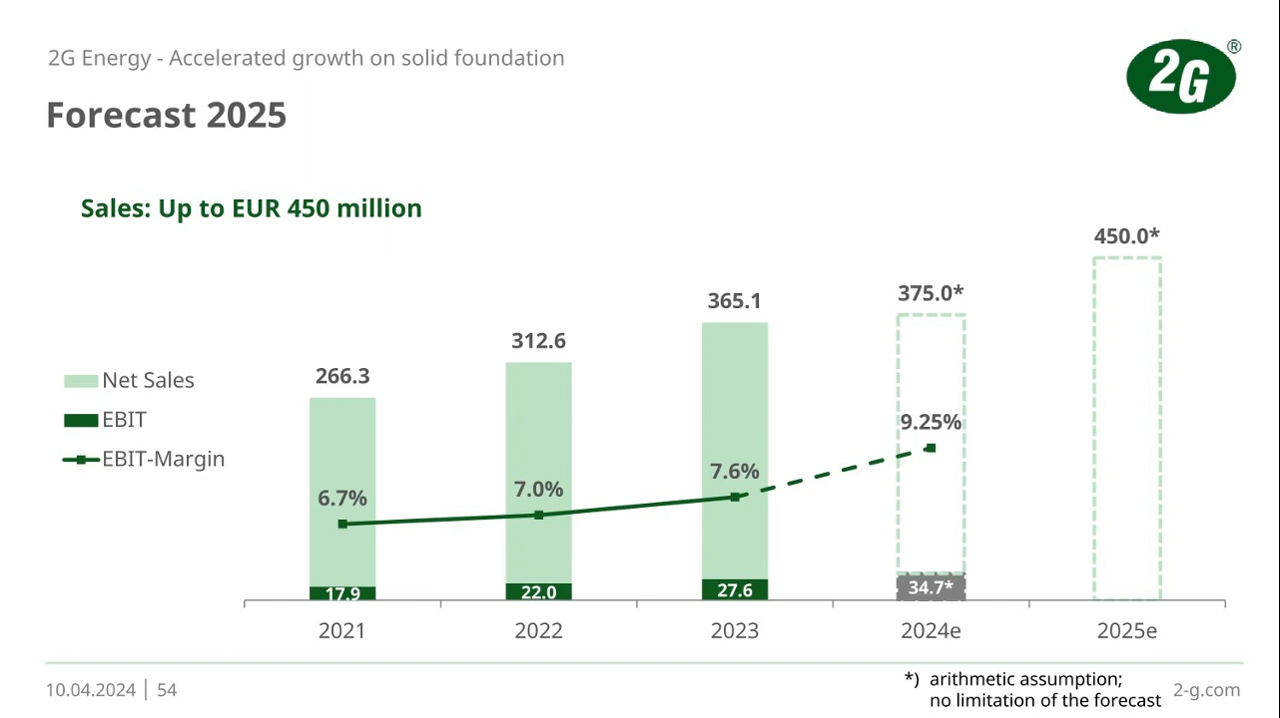 2G Energy - Accelerated growth on solid foundation
2G®
Forecast 2025
Sales: Up to EUR 450 million
450.0*
375.0*
365.1
312.6
266.3
Net Sales
EBIT
EBIT-Margin
6.7%
7.0%
7.6%
9.25%
17.9
22.0
27.6
34.7*
2021
2022
2023
2024e
2025e
10.04.2024 | 54
*) arithmetic assumption;
no limitation of the forecast
2-g.com